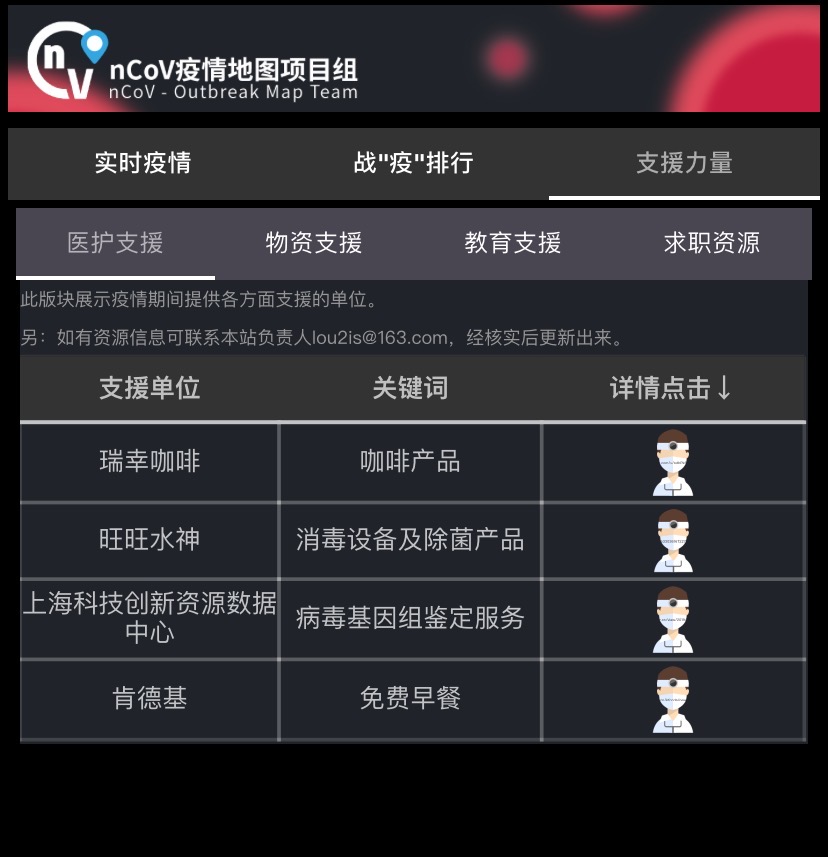 nCoV疫情地图项目组
nCoV - Outbreak Map Team
实时疫情 战"疫"排行 支援力量
医护支援 物资支援 教育支援 求职资源
此版块展示疫情期间提供各方面支援的单位。
另：如有资源信息可联系本站负责人lou2is@163.com，经核实后更新出来。
支援单位 关键词 详情点击↓
瑞幸咖啡 咖啡产品
旺旺水神 消毒设备及除菌产品
上海科技创新资源数据
中心 病毒基因组鉴定服务
肯德基 免费早餐